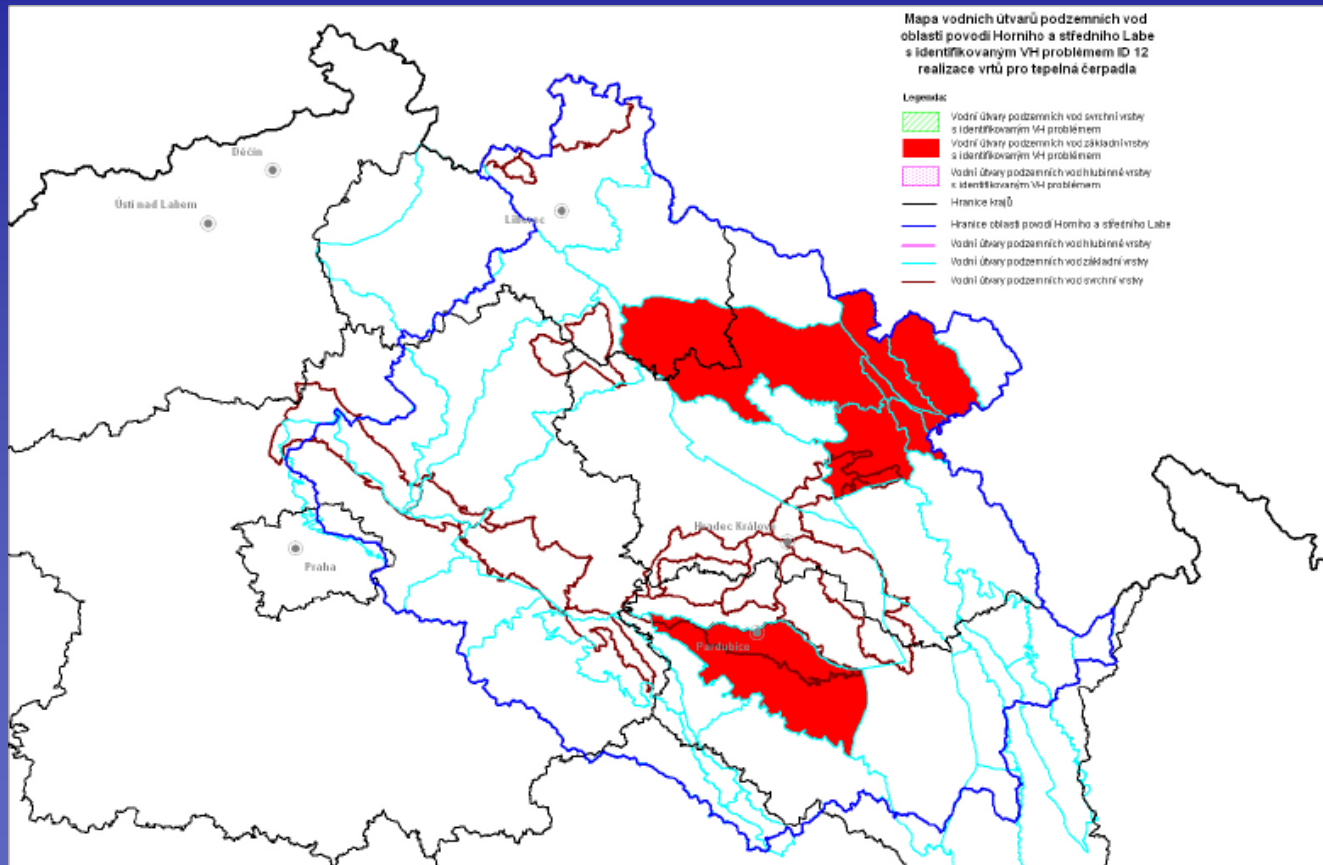 Mapa vodních útvarů podzemních vod
oblastí povodí Horního a středního Labe
s identifikovaným VH problémem ID 12
realizace vrtů pro tepelná čerpadla
Legenda:
Vodní útvary podzemních vod svrchní vrstvy
s identifikovaným VH problémem
Vodní útvary podzemních vod základní vrstvy
s identifikovaným VH problémem
Vodní útvary podzemních vod hlubinné vrstvy
s identifikovaným VH problémem
Hranice krajů
Hranice oblasti povodí Horního a středního Labe
Vodní útvary podzemních vod hlubinné vrstvy
Vodní útvary podzemních vod základní vrstvy
Vodní útvary podzemních vod svrchní vrstvy
Děčín
Ústí nad Labem
Liberec
Hradec Králové
Praha
Pardubice